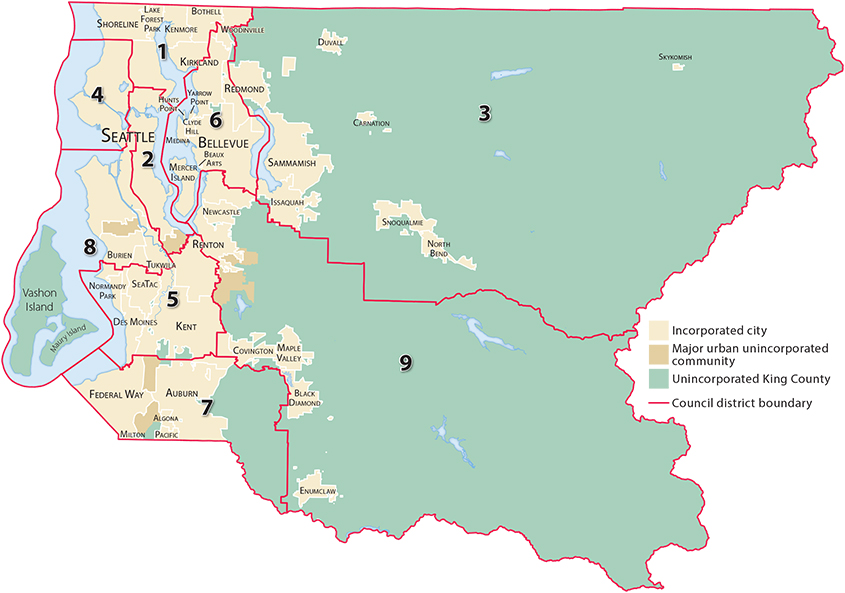 LAKE
FOREST
PARK
BOTHELL
SHORELINE
KENMORE
WOODINVILLE
1
KIRKLAND
DUVALL
SKYKOMISH
REDMOND
4
HUNTS
POINT
YARROW
POINT
3
CLYDE
HILL
6
CARNATION
SEATTLE
MEDINA
BELLEVUE
2
BEAUX
ARTS
MERCER
ISLAND
SAMMAMISH
ISSAQUAH
NEWCASTLE
SNOQUALMIE
NORTH
BEND
8
RENTON
BURIEN
TUKWILA
NORMANDY
PARK
SEATAC
5
Vashon
Island
Maury Island
DES MOINES
KENT
COVINGTON
MAPLE
VALLEY
9
FEDERAL WAY
AUBURN
BLACK
DIAMOND
7
ALGONA
MILTON
PACIFIC
ENUMCLAW
Incorporated city
Major urban unincorporated
community
Unincorporated King County
Council district boundary